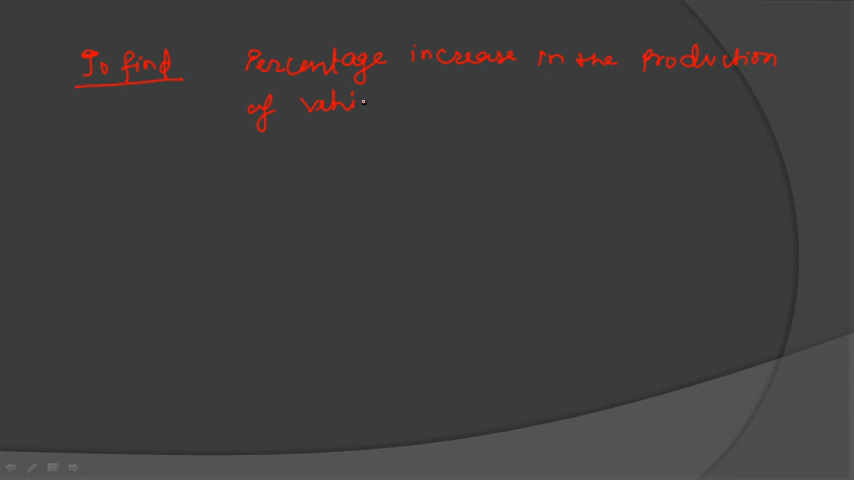 To find Percentage increase in the production
of vehi